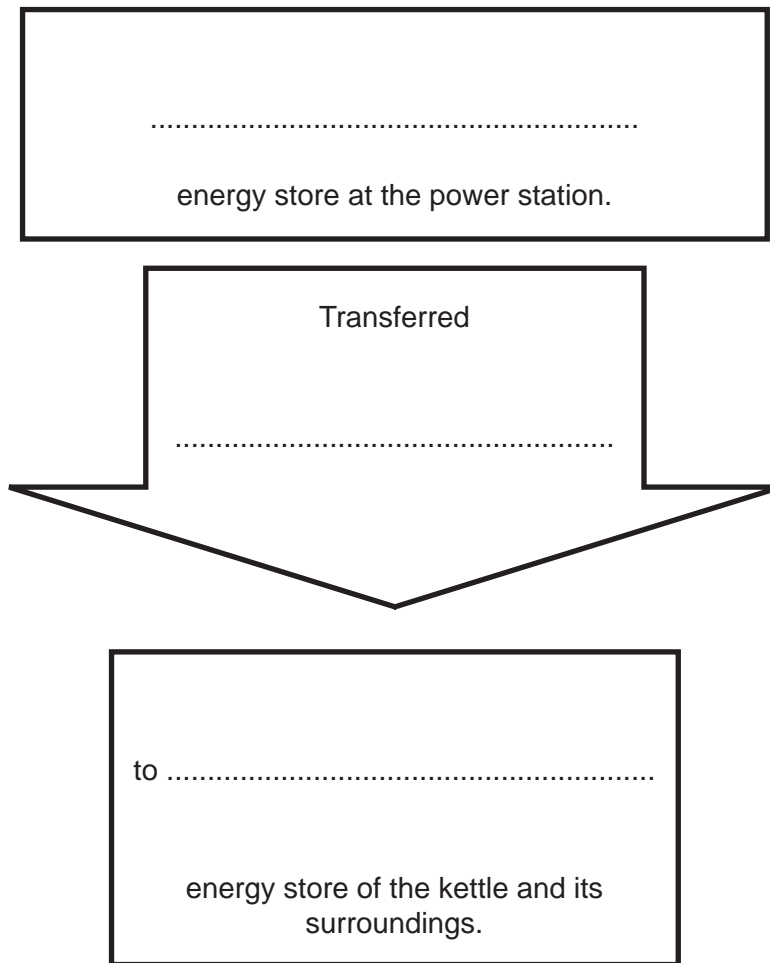 ............................................................
energy store at the power station.
Transferred
......................................................
to ............................................................
energy store of the kettle and its
surroundings.